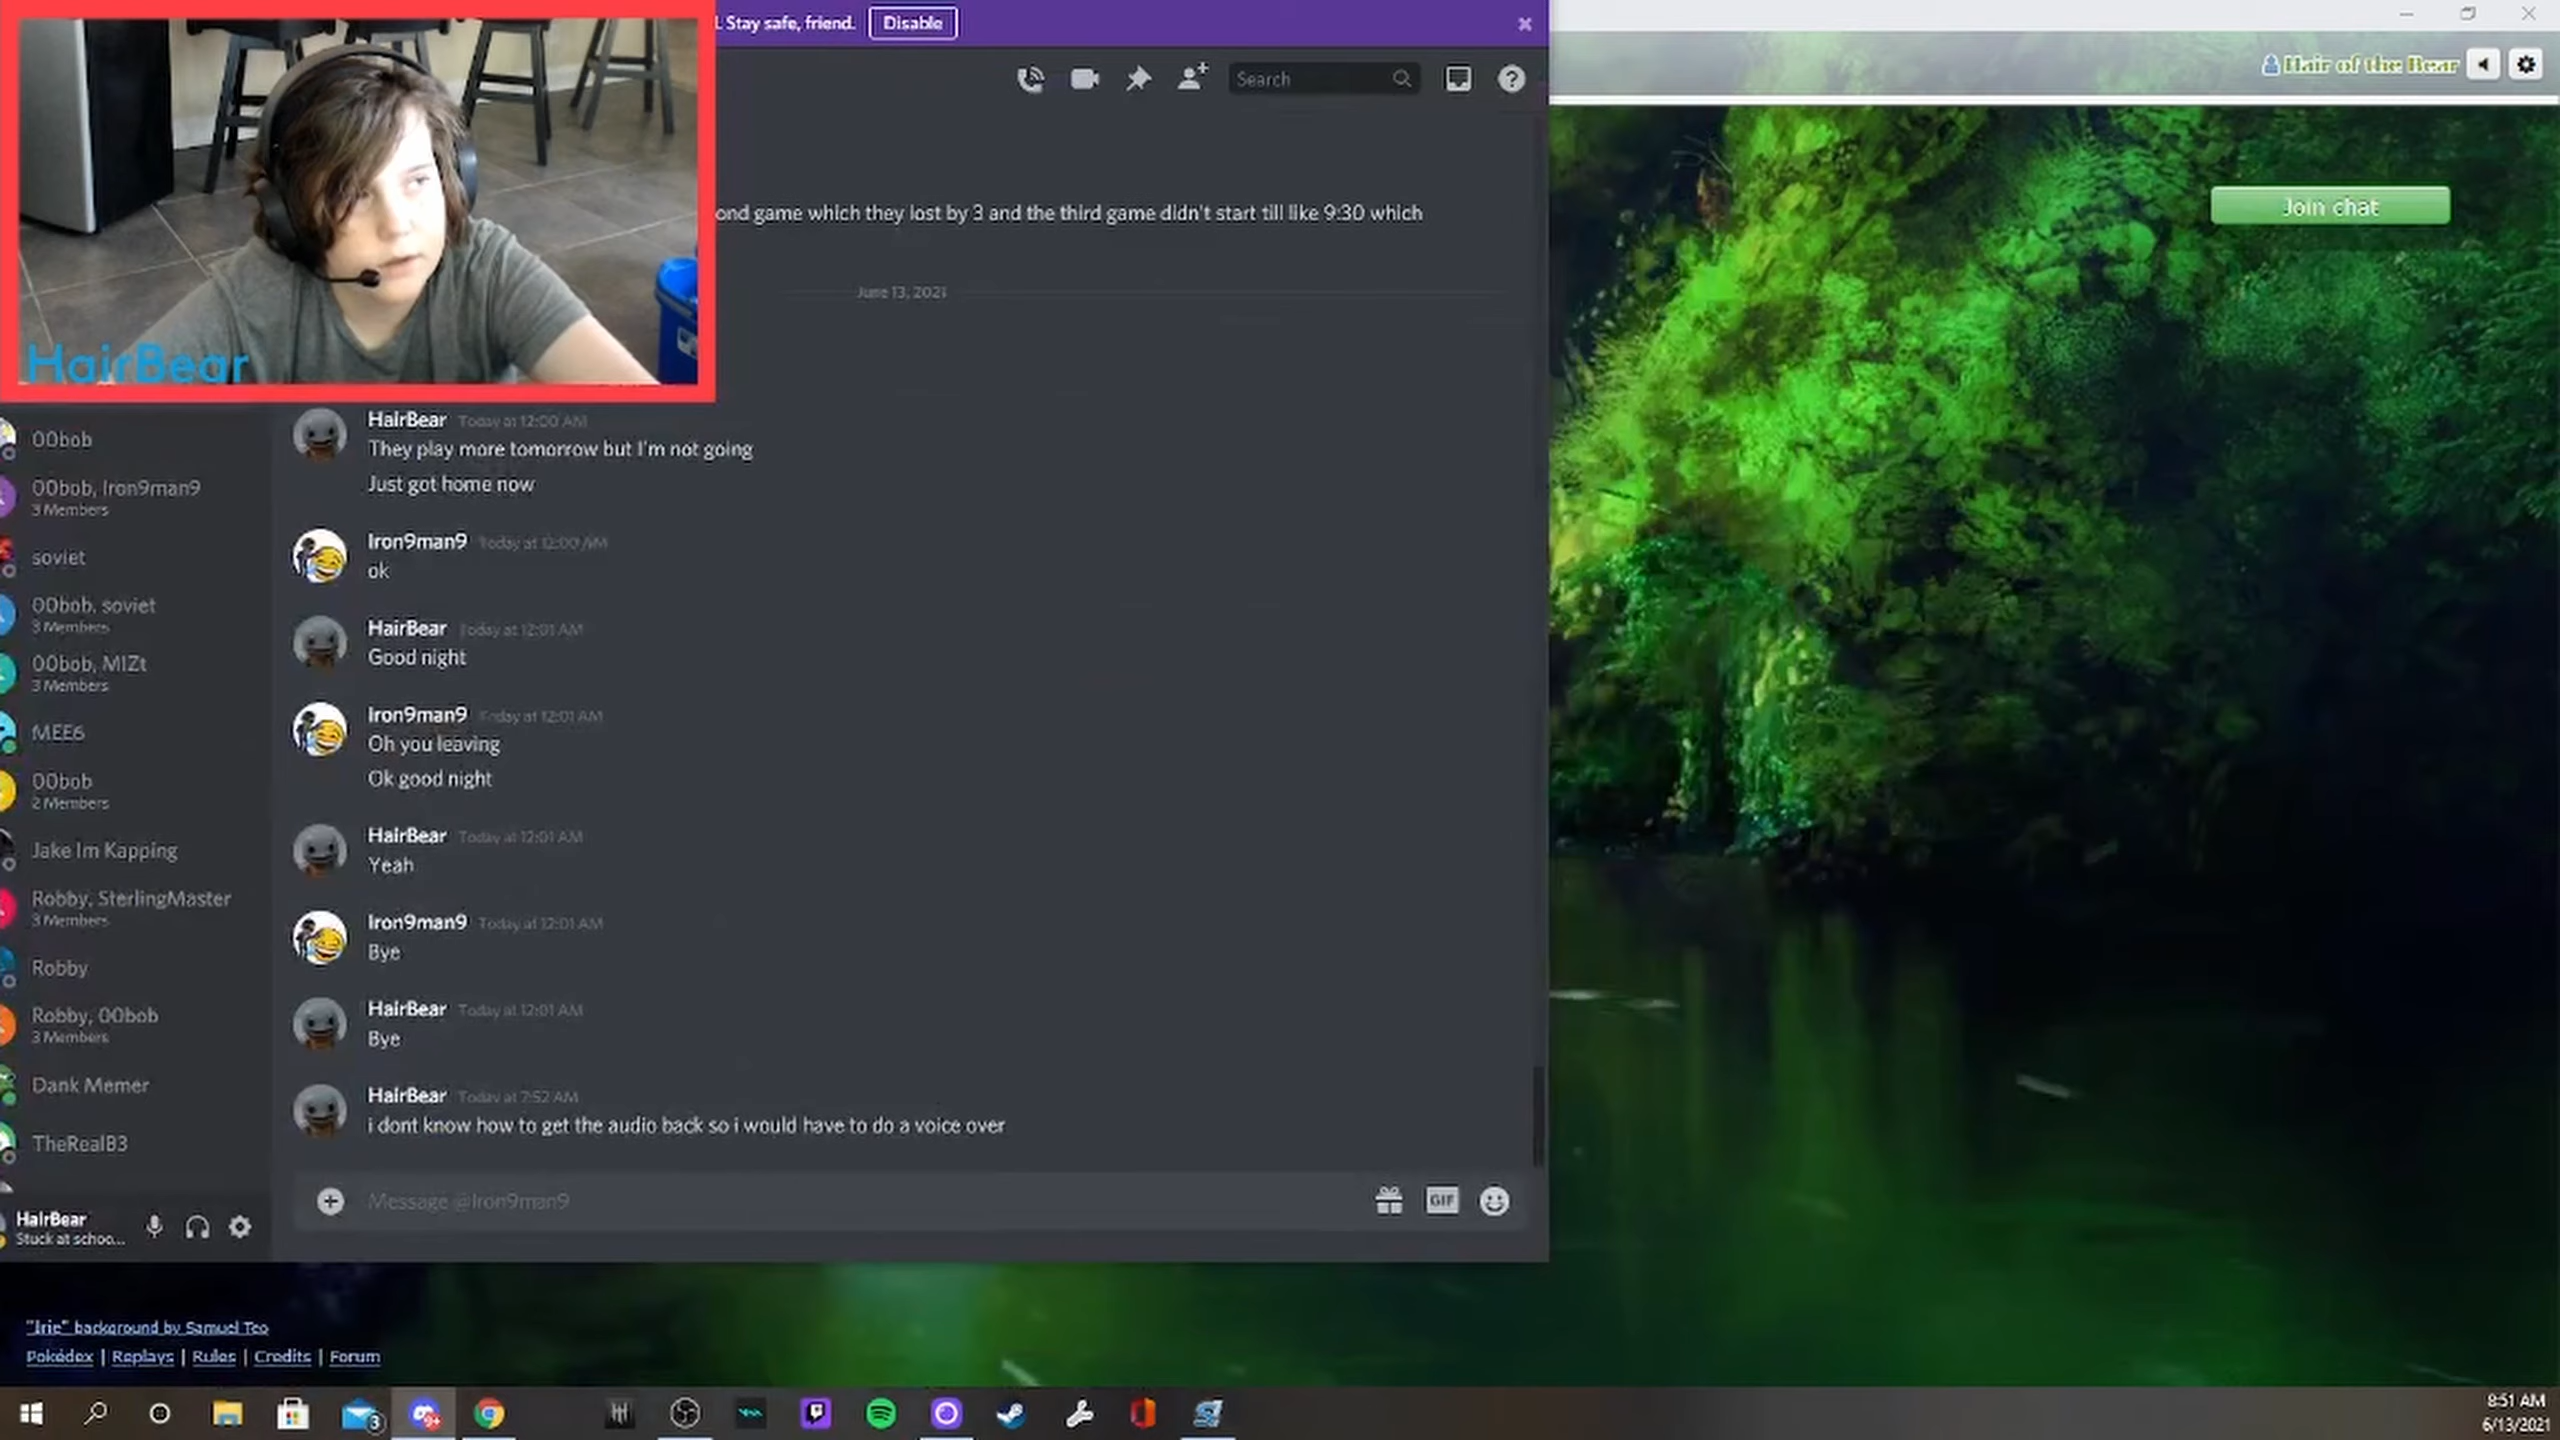 l. Stay safe, friend.
Disable
Search
Hair of the Bear
Join chat
ond game which they lost by 3 and the third game didn't start till like 9:30 which
June 13, 2021
HairBear
HairBear Today at 12:00 AM
They play more tomorrow but I'm not going
Just got home now
Iron9man9 Today at 12:00 AM
ok
HairBear Today at 12:01 AM
Good night
Iron9man9 Today at 12:01 AM
Oh you leaving
Ok good night
HairBear Today at 12:01 AM
Yeah
Iron9man9 Today at 12:01 AM
Bye
HairBear Today at 12:01 AM
Bye
HairBear Today at 7:52 AM
i dont know how to get the audio back so i would have to do a voice over
Message @Iron9man9
GIF
00bob
00bob, Iron9man9
3 Members
soviet
00bob, soviet
3 Members
00bob, MIZt
3 Members
MEE6
00bob
2 Members
Jake Im Kapping
Robby, SterlingMaster
3 Members
Robby
Robby, 00bob
3 Members
Dank Memer
TheRealB3
HairBear
Stuck at schoo...
"Irie" background by Samuel Teo
Pokédex | Replays | Rules | Credits | Forum
3
9+
8:51 AM
6/13/2021